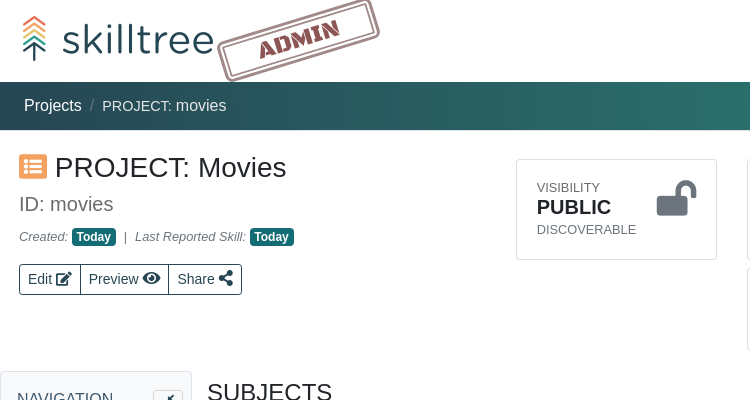 skilltree
ADMIN
Projects / PROJECT: movies
PROJECT: Movies
ID: movies
Created: Today | Last Reported Skill: Today
Edit Preview Share
VISIBILITY
PUBLIC
DISCOVERABLE
NAVIGATION
SUBJECTS